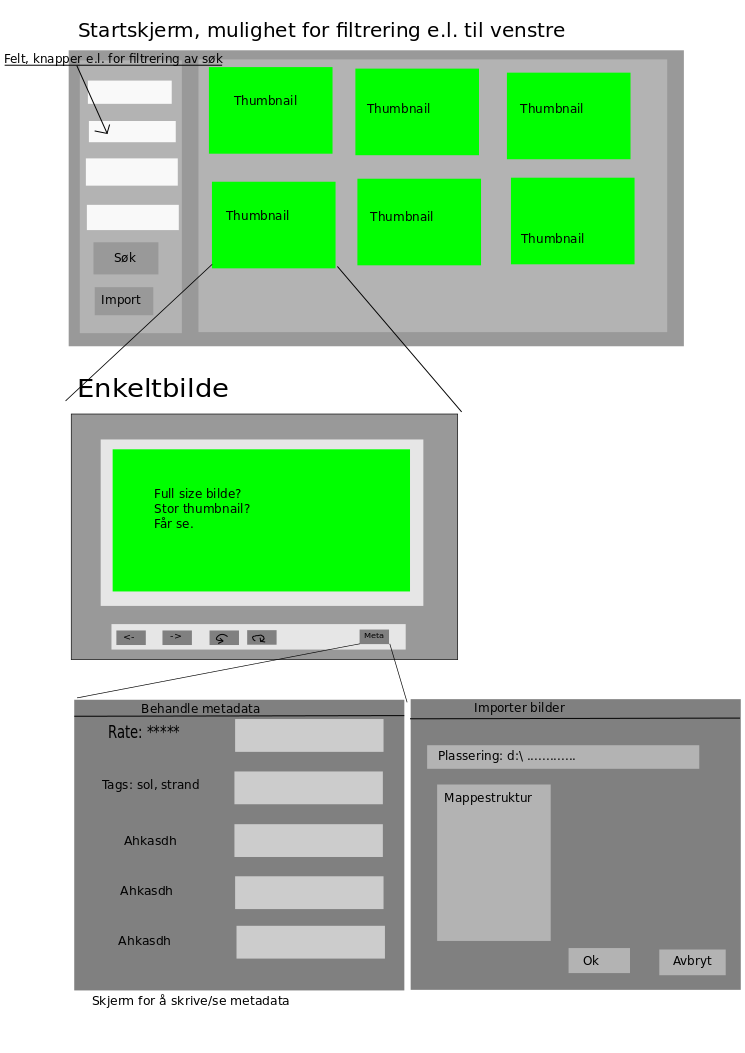 Startskjerm, mulighet for filtrering e.l. til venstre
Felt, knapper e.l. for filtrering av søk
Thumbnail
Thumbnail
Thumbnail
Thumbnail
Thumbnail
Thumbnail
Søk
Import
Enkeltbilde
Full size bilde?
Stor thumbnail?
Får se.
<-
->
Meta
Behandle metadata
Rate: *****
Tags: sol, strand
Ahkasdh
Ahkasdh
Ahkasdh
Skjerm for å skrive/se metadata
Importer bilder
Plassering: d:\ .............
Mappestruktur
Ok
Avbryt